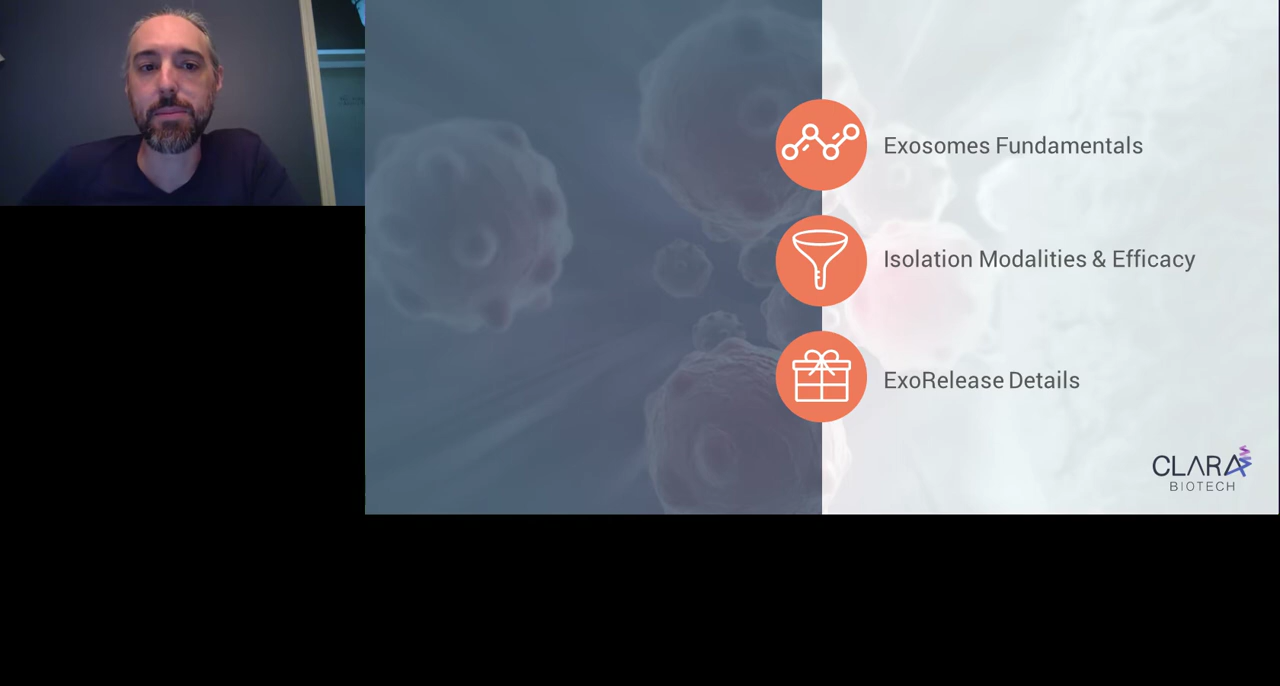 Exosomes Fundamentals
Isolation Modalities & Efficacy
ExoRelease Details
CLARA
BIOTECH